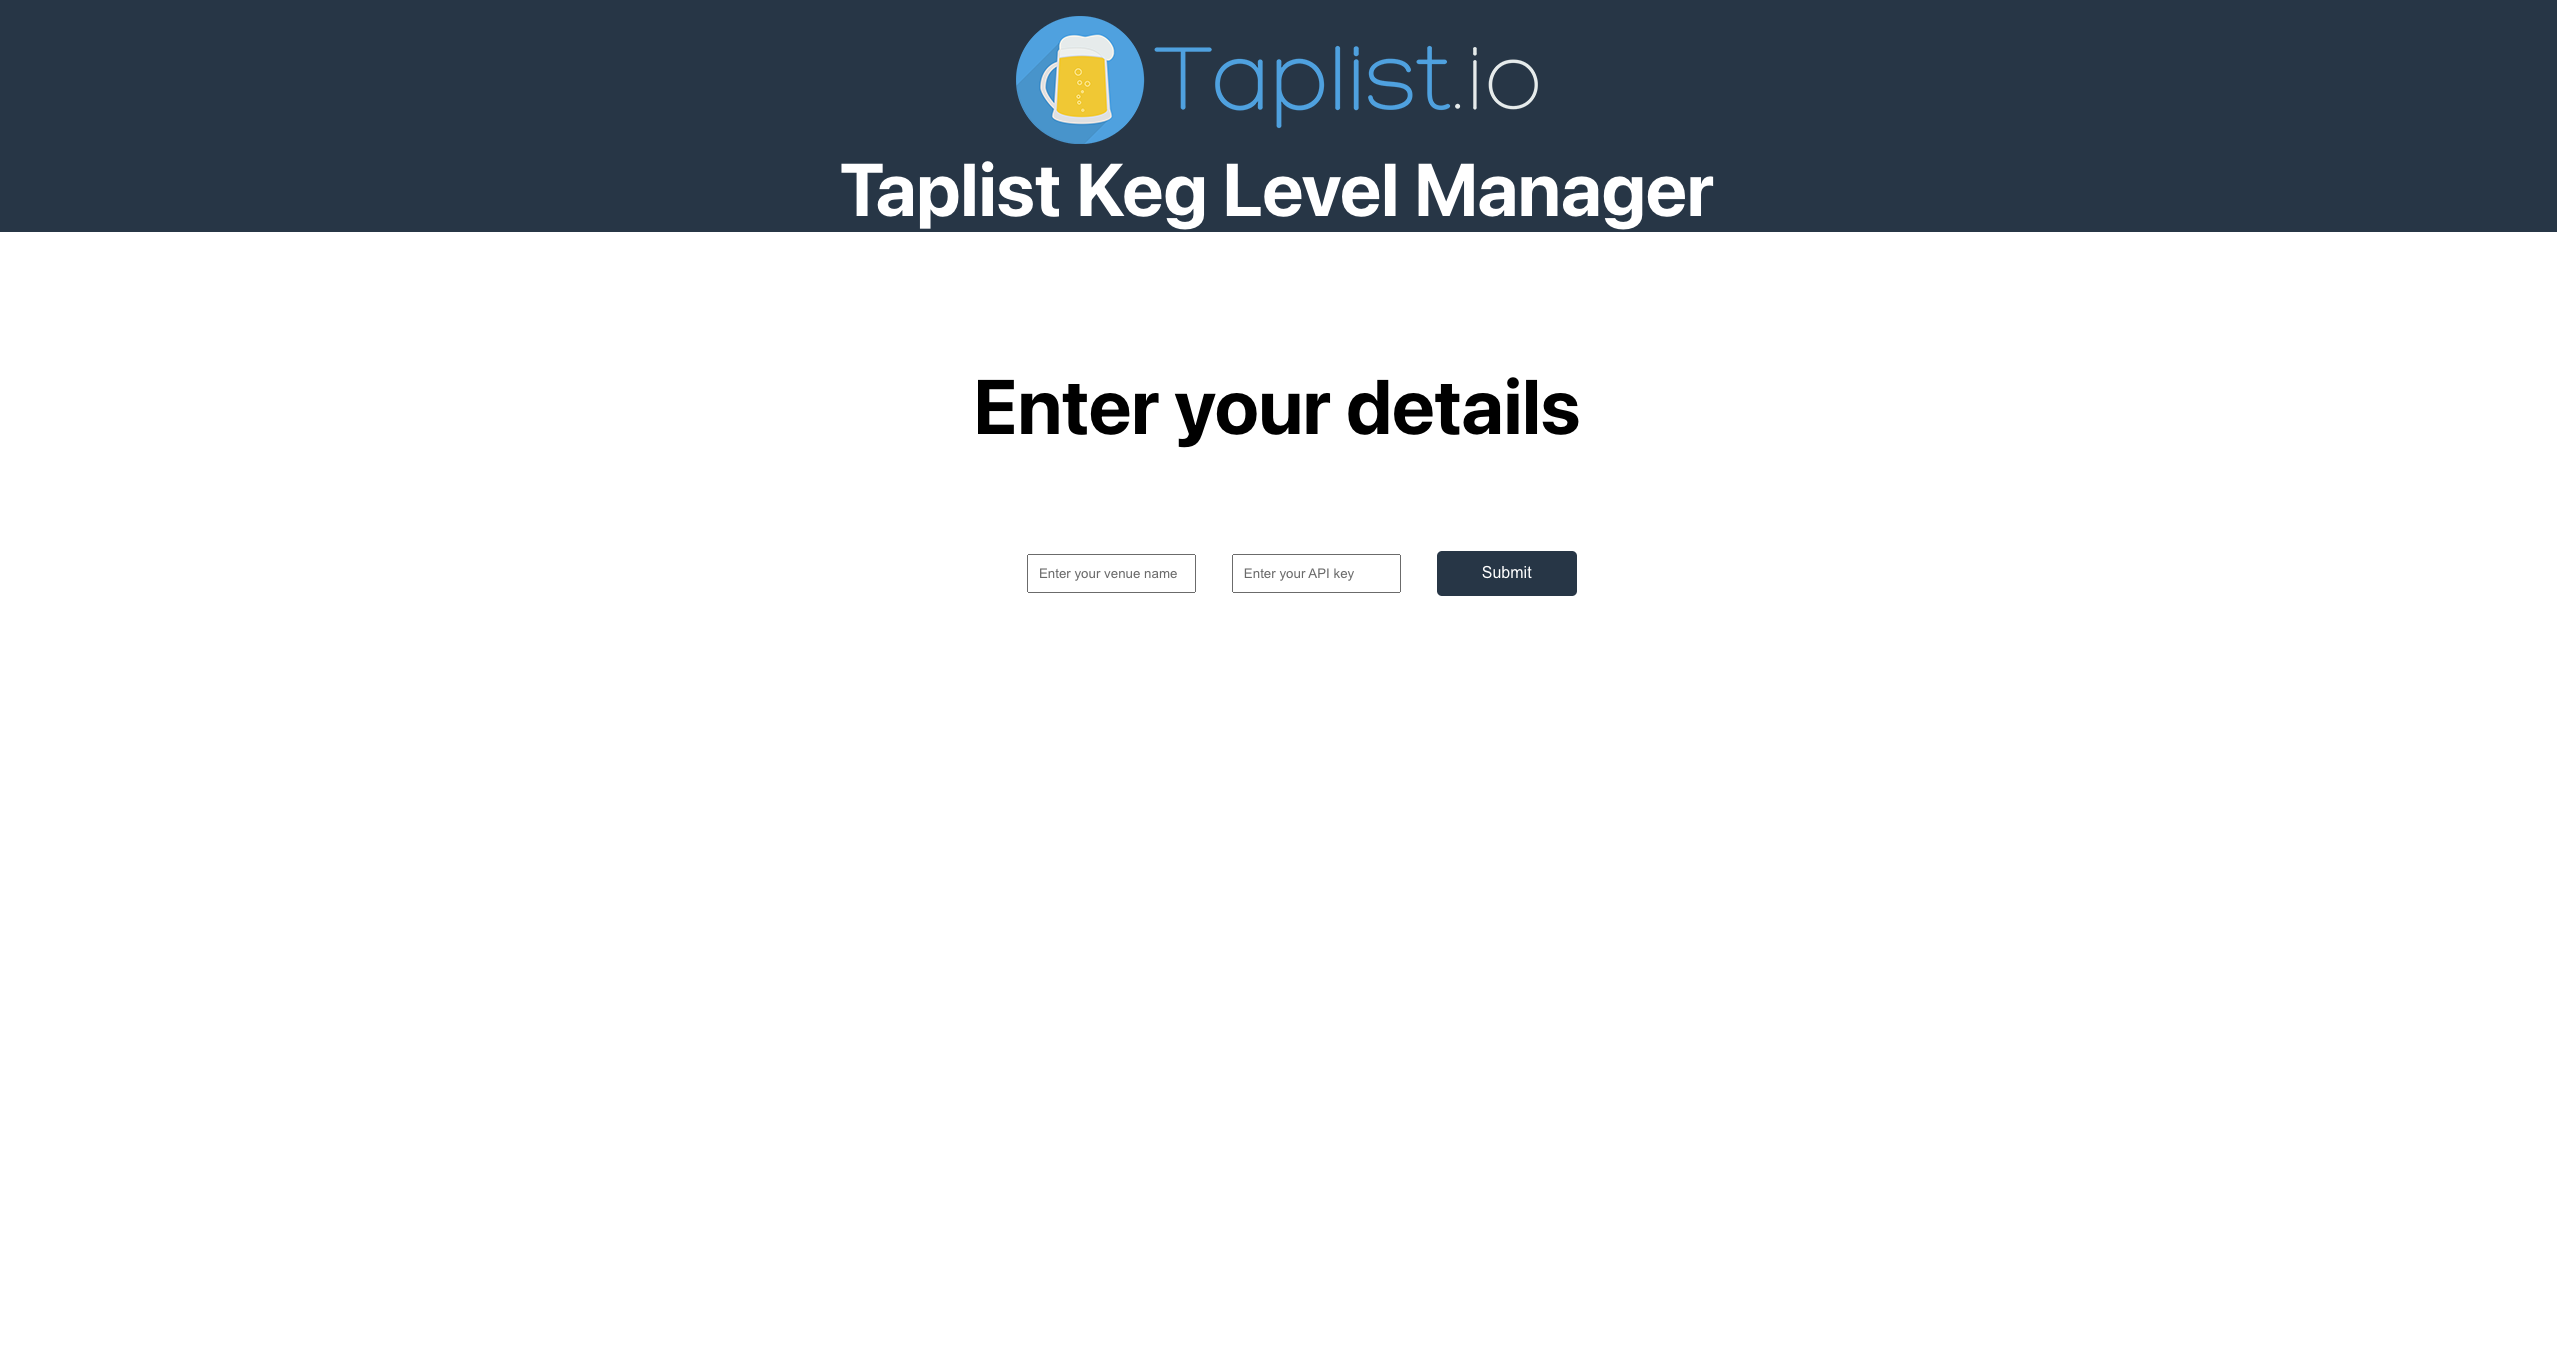 Taplist.io
Taplist Keg Level Manager
Enter your details
Enter your venue name
Enter your API key
Submit